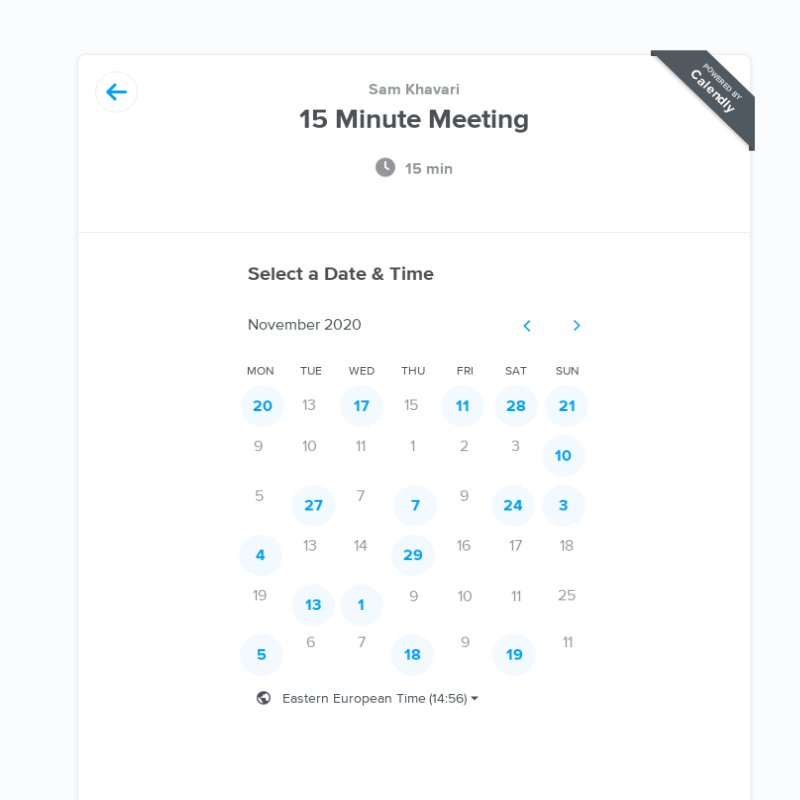 POWERED BY
Calendly
Sam Khavari
15 Minute Meeting
15 min
Select a Date & Time
November 2020
MON TUE WED THU FRI SAT SUN
20 13 17 15 11 28 21
9 10 11 1 2 3 10
5 27 7 7 9 24 3
4 13 14 29 16 17 18
19 13 1 9 10 11 25
5 6 7 18 9 19 11
Eastern European Time (14:56)